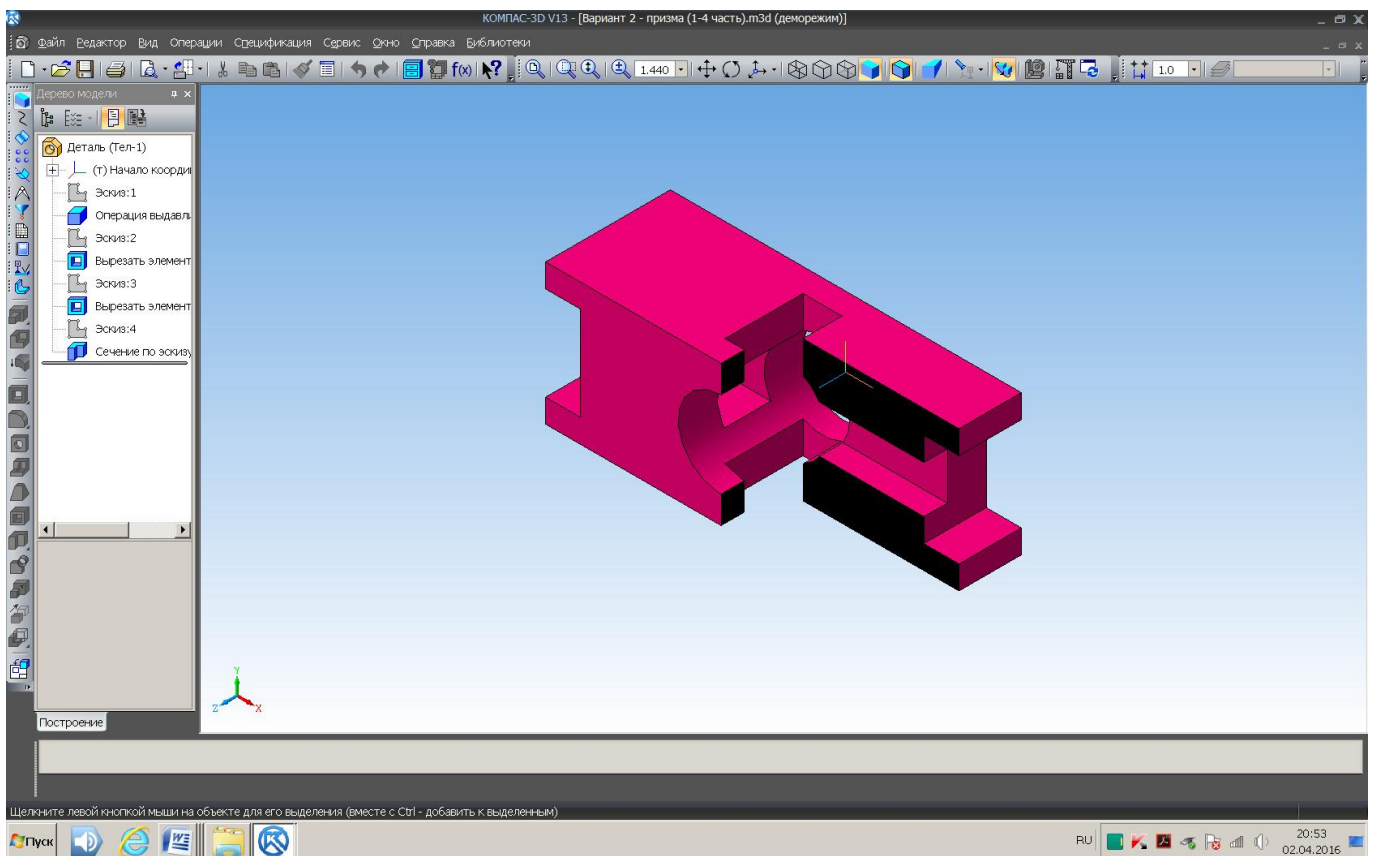 КОМПАС-3D V13 - [Вариант 2 - призма (1-4 часть).m3d (деморежим)]
Файл Редактор Вид Операции Спецификация Сервис Окно Справка Библиотеки
1.440
1.0
f(x)
Дерево модели
Деталь (Тел-1)
(т) Начало коорди
Эскиз:1
Операция выдавл
Эскиз:2
Вырезать элемент
Эскиз:3
Вырезать элемент
Эскиз:4
Сечение по эскизу
Y
Z
X
Построение
Щелкните левой кнопкой мыши на объекте для его выделения (вместе с Ctrl - добавить к выделенным)
Пуск
RU
20:53
02.04.2016